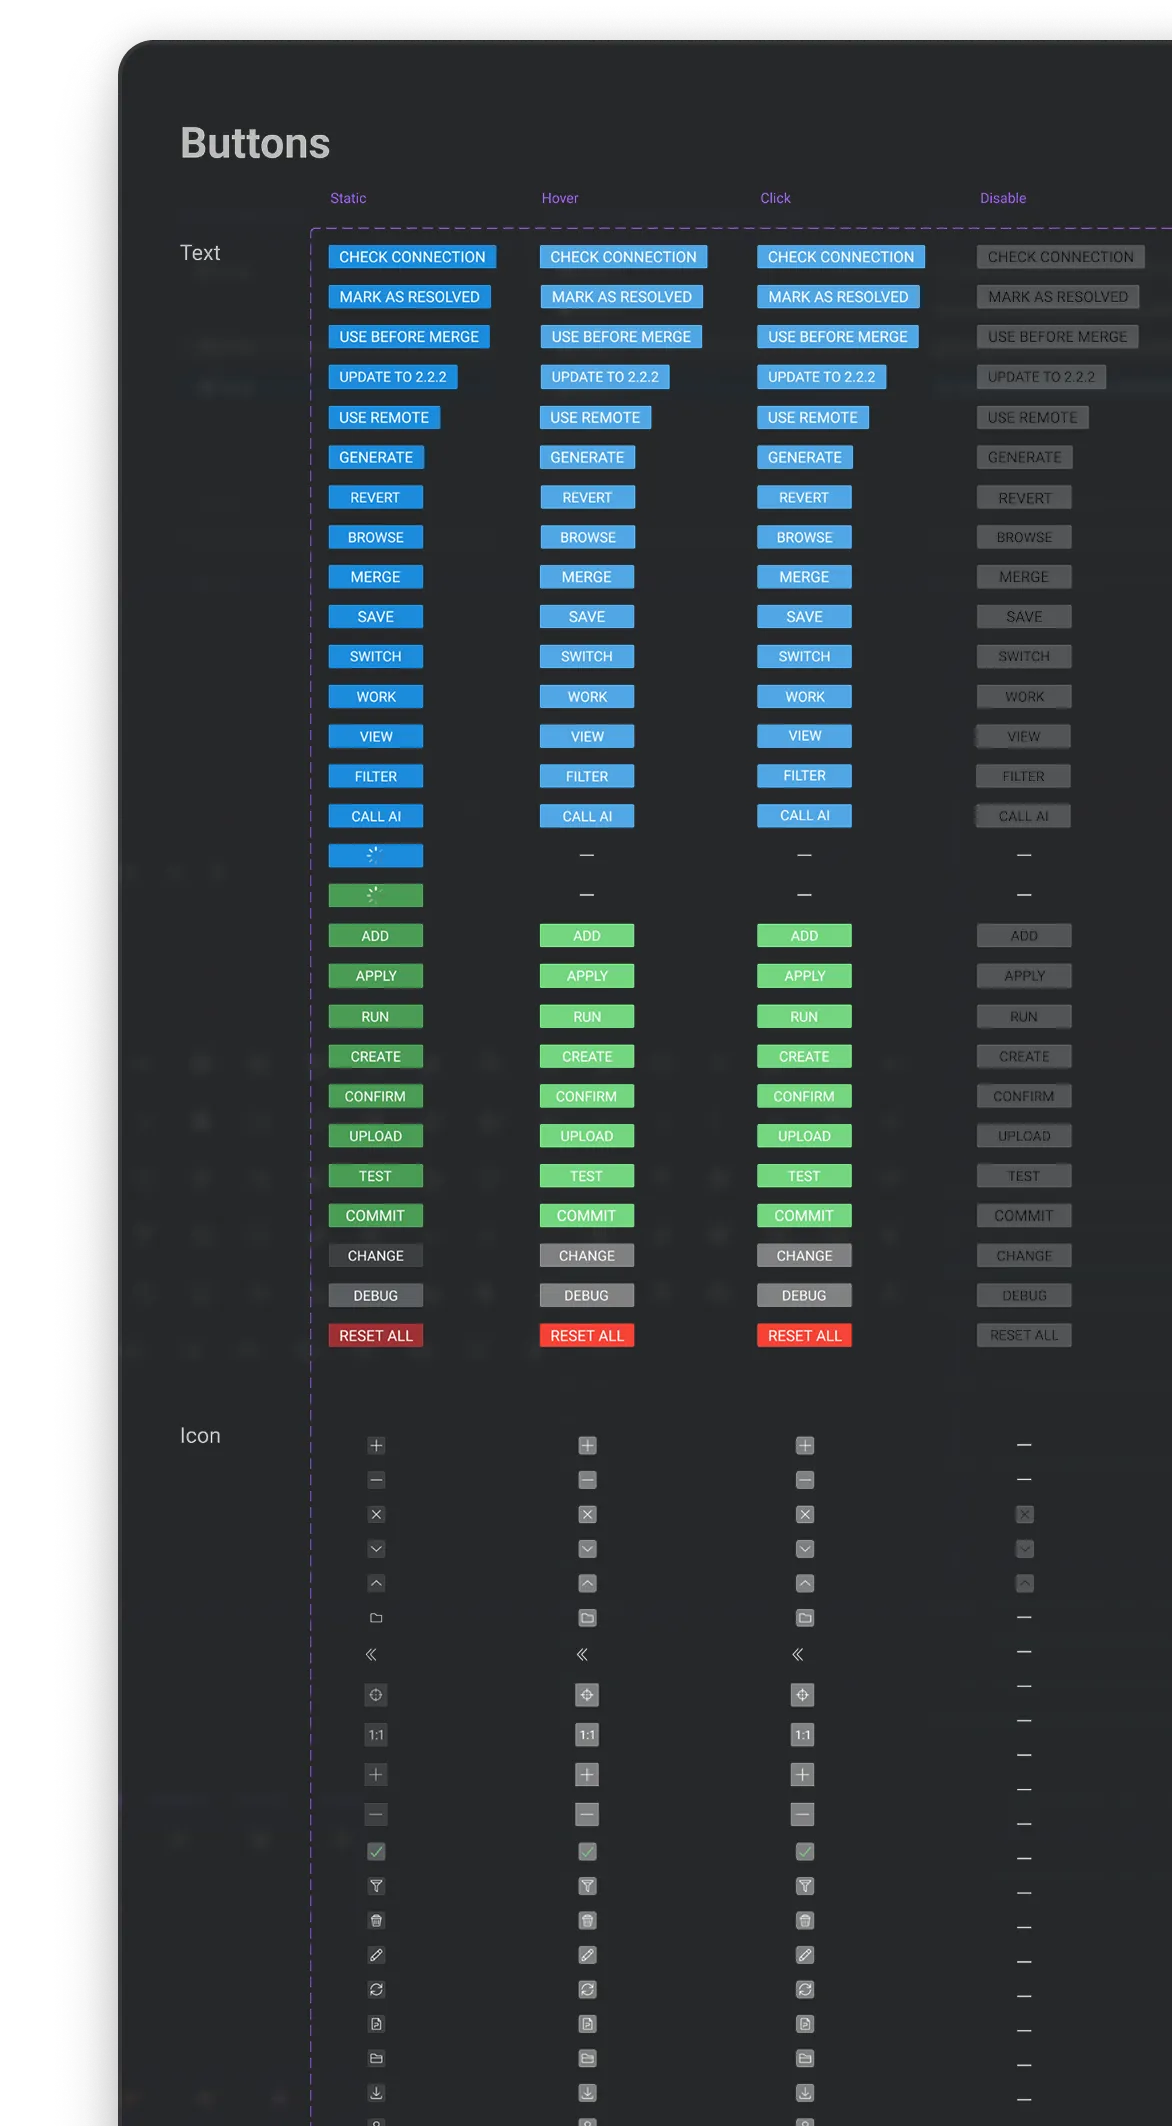 Buttons
Static Hover Click Disable
Text
CHECK CONNECTION CHECK CONNECTION CHECK CONNECTION CHECK CONNECTION
MARK AS RESOLVED MARK AS RESOLVED MARK AS RESOLVED MARK AS RESOLVED
USE BEFORE MERGE USE BEFORE MERGE USE BEFORE MERGE USE BEFORE MERGE
UPDATE TO 2.2.2 UPDATE TO 2.2.2 UPDATE TO 2.2.2 UPDATE TO 2.2.2
USE REMOTE USE REMOTE USE REMOTE USE REMOTE
GENERATE GENERATE GENERATE GENERATE
REVERT REVERT REVERT REVERT
BROWSE BROWSE BROWSE BROWSE
MERGE MERGE MERGE MERGE
SAVE SAVE SAVE SAVE
SWITCH SWITCH SWITCH SWITCH
WORK WORK WORK WORK
VIEW VIEW VIEW VIEW
FILTER FILTER FILTER FILTER
CALL AI CALL AI CALL AI CALL AI
— — —
— — —
ADD ADD ADD ADD
APPLY APPLY APPLY APPLY
RUN RUN RUN RUN
CREATE CREATE CREATE CREATE
CONFIRM CONFIRM CONFIRM CONFIRM
UPLOAD UPLOAD UPLOAD UPLOAD
TEST TEST TEST TEST
COMMIT COMMIT COMMIT COMMIT
CHANGE CHANGE CHANGE CHANGE
DEBUG DEBUG DEBUG DEBUG
RESET ALL RESET ALL RESET ALL RESET ALL
Icon
1:1 1:1 1:1